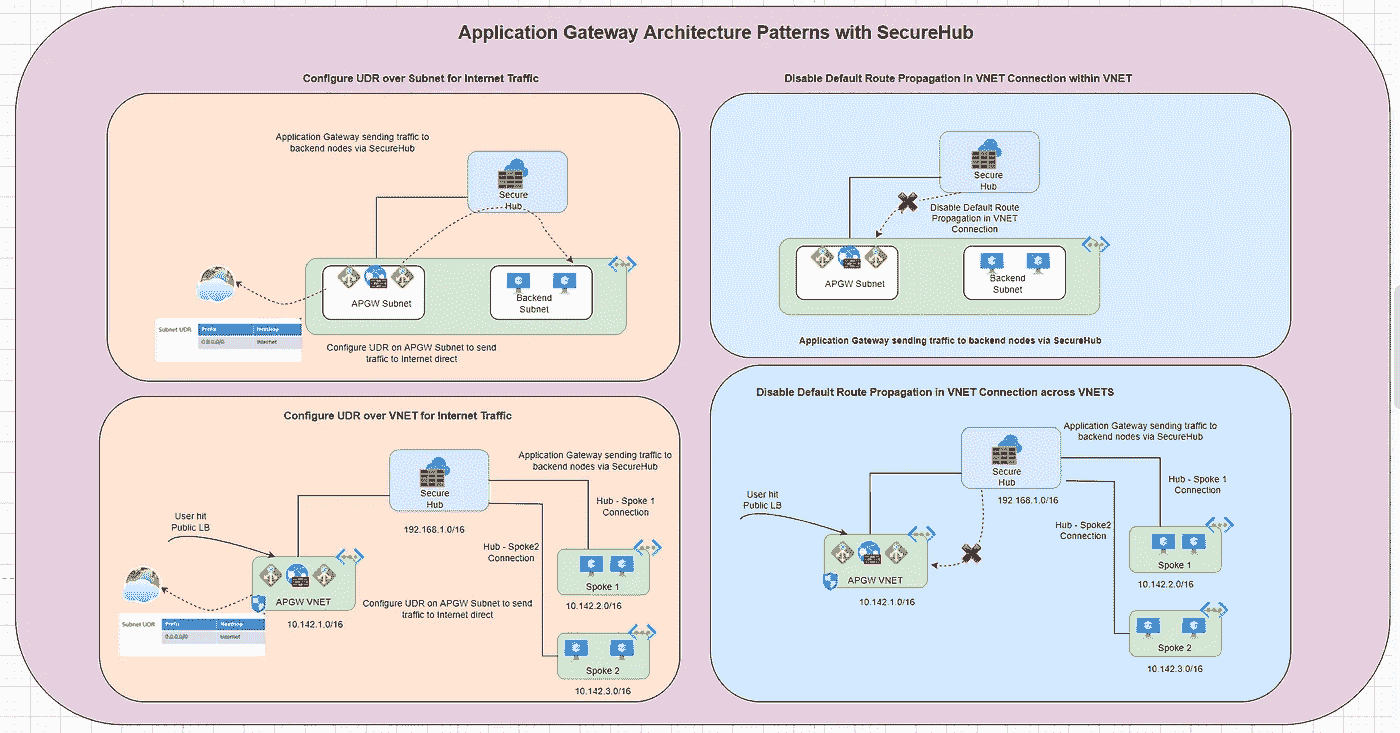 Application Gateway Architecture Patterns with SecureHub
Configure UDR over Subnet for Internet Traffic
Application Gateway sending traffic to
backend nodes via SecureHub
Secure
Hub
APGW Subnet
Backend
Subnet
Subnet UDR
Prefix
NextHop
0.0.0.0/0
Internet
Configure UDR on APGW Subnet to send
traffic to Internet direct
Disable Default Route Propagation in VNET Connection within VNET
Secure
Hub
Disable Default Route
Propagation in VNET
Connection
APGW Subnet
Backend
Subnet
Application Gateway sending traffic to backend nodes via SecureHub
Configure UDR over VNET for Internet Traffic
Application Gateway sending traffic to
backend nodes via SecureHub
Secure
Hub
192.168.1.0/16
Hub - Spoke 1
Connection
User hit
Public LB
Hub - Spoke2
Connection
APGW VNET
10.142.1.0/16
Subnet UDR
Prefix
NextHop
0.0.0.0/0
Internet
Configure UDR on APGW Subnet to send
traffic to Internet direct
Spoke 1
10.142.2.0/16
Spoke 2
10.142.3.0/16
Disable Default Route Propagation in VNET Connection across VNETS
Application Gateway sending traffic to
backend nodes via SecureHub
Secure
Hub
192.168.1.0/16
Hub - Spoke 1
Connection
User hit
Public LB
Hub - Spoke2
Connection
APGW VNET
10.142.1.0/16
Spoke 1
10.142.2.0/16
Spoke 2
10.142.3.0/16